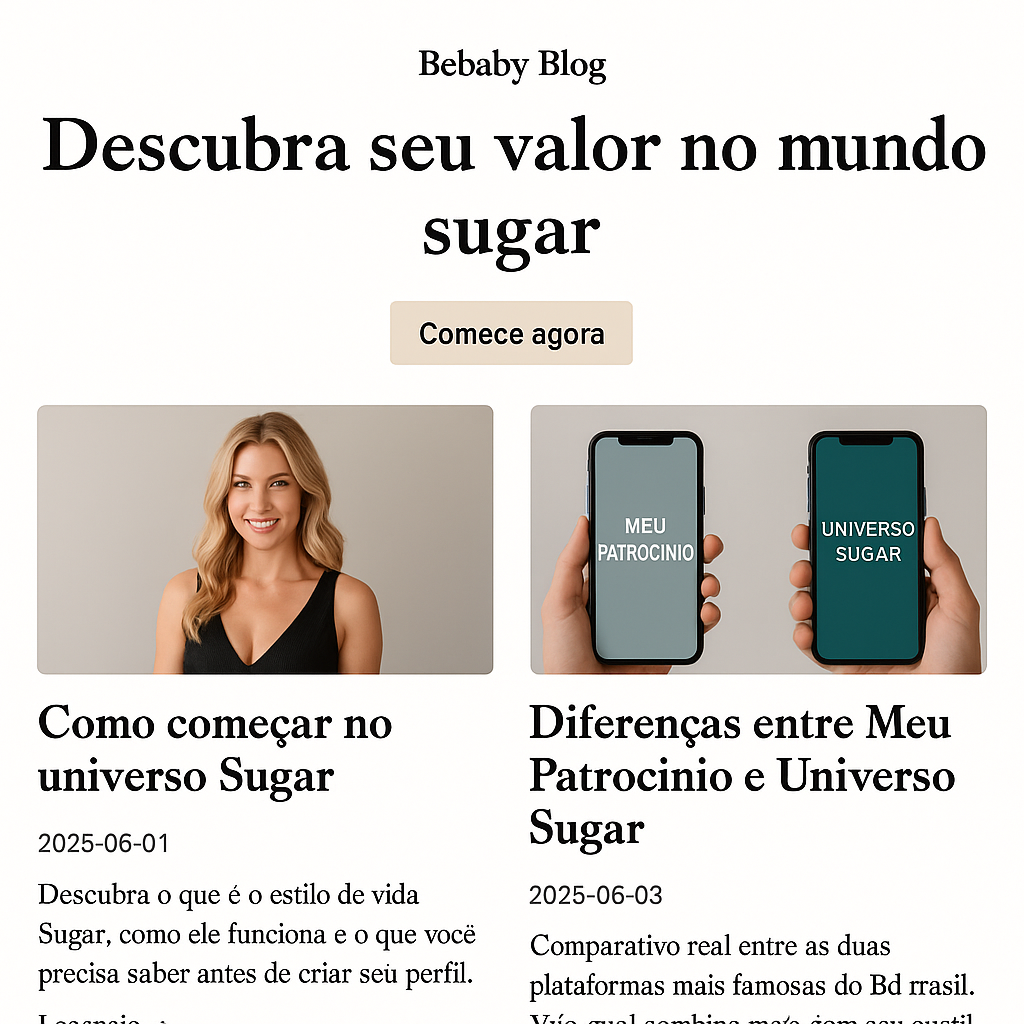 Bebaby Blog
Descubra seu valor no mundo
sugar
Comece agora
MEU
PATROCINIO
UNIVERSO
SUGAR
Como começar no
universo Sugar
2025-06-01
Descubra o que é o estilo de vida
Sugar, como ele funciona e o que você
precisa saber antes de criar seu perfil.
Diferenças entre Meu
Patrocinio e Universo
Sugar
2025-06-03
Comparativo real entre as duas
plataformas mais famosas do Bd rrasil.